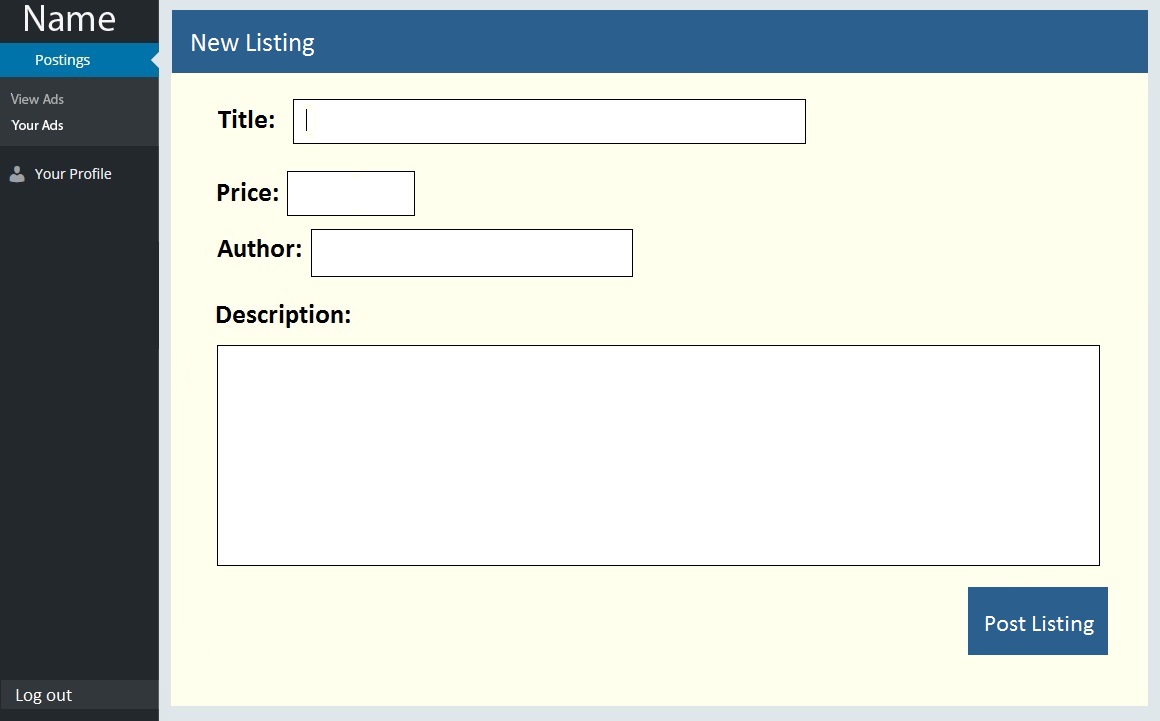 Name
Postings
View Ads
Your Ads
Your Profile
Log out
New Listing
Title:
Price:
Author:
Description:
Post Listing